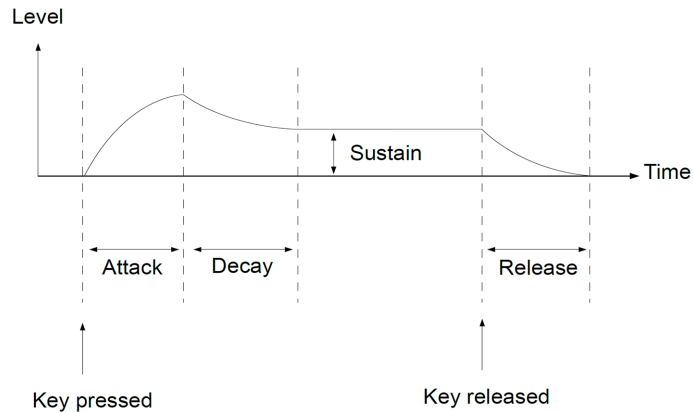 Level
Sustain
Time
Attack
Decay
Release
Key pressed
Key released